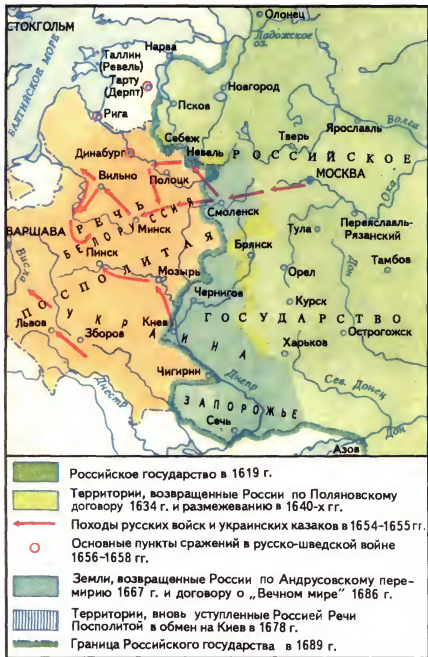 СТОКГОЛЬМ
Олонец
Ладожское
оз.
БАЛТИЙСКОЕ МОРЕ
Таллин
(Ревель)
Нарва
Тарту
(Дерпт)
Новгород
Псков
Рига
Волга
Ярославль
Тверь
Себеж
Динабург
Невель
РОССИЙСКОЕ
Вильно
Полоцк
МОСКВА
Ока
РЕЧЬ
БЕЛОРУССИЯ
Смоленск
Минск
Переяславль-
Рязанский
ВАРШАВА
Тула
Висла
Брянск
Дон
Пинск
ПОСПОЛИТАЯ
Тамбов
Мозырь
Орел
Чернигов
Курск
ГОСУДАРСТВО
УКРАИНА
Львов
Зборов
Киев
Острогожск
Харьков
Днестр
Чигирин
Днепр
Сев. Донец
ЗАПОРОЖЬЕ
Сечь
Дон
Азов
Российское государство в 1619 г.
Территории, возвращенные России по Поляновскому
договору 1634 г. и размежеванию в 1640-х гг.
Походы русских войск и украинских казаков в 1654-1655 гг.
Основные пункты сражений в русско-шведской войне
1656-1658 гг.
Земли, возвращенные России по Андрусовскому пере-
мирию 1667 г. и договору о „Вечном мире" 1686 г.
Территории, вновь уступленные Россией Речи
Посполитой в обмен на Киев в 1678 г.
Граница Российского государства в 1689 г.